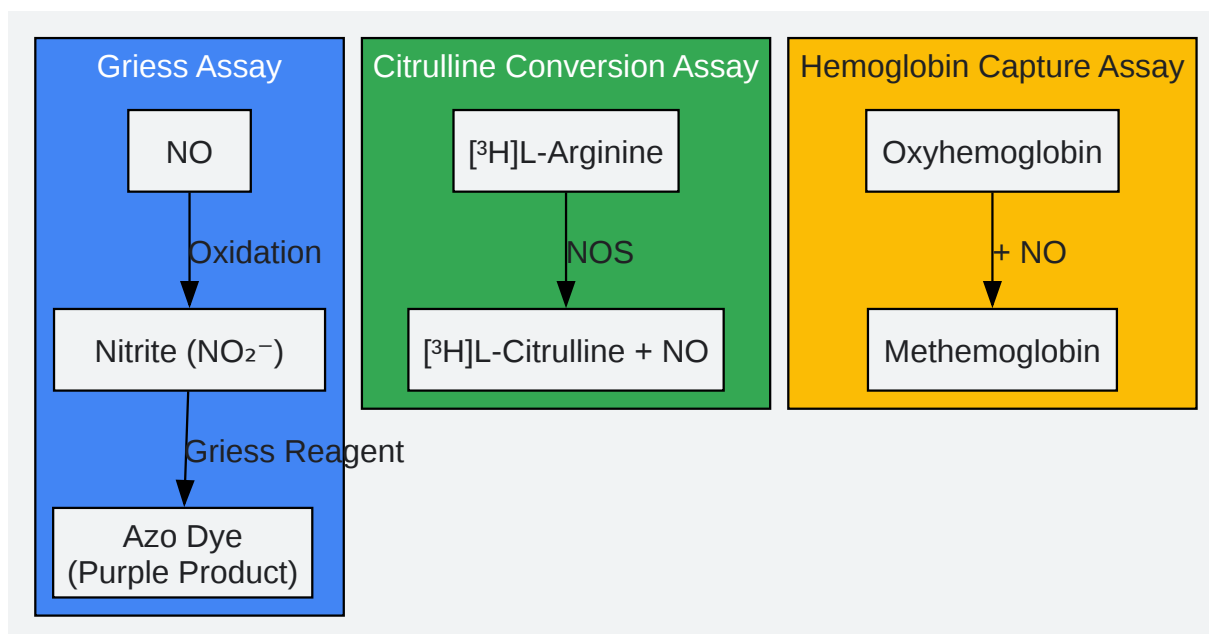 Griess Assay
NO
Oxidation
Nitrite (NO₂⁻)
Griess Reagent
Azo Dye
(Purple Product)
Citrulline Conversion Assay
[³H]L-Arginine
NOS
[³H]L-Citrulline + NO
Hemoglobin Capture Assay
Oxyhemoglobin
+ NO
Methemoglobin